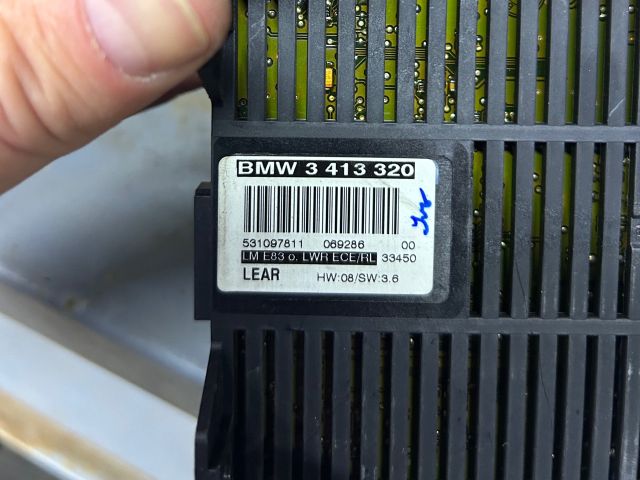 BMW 3 413 320
531097811 069286 00
LM E83 o. LWR ECE/RL 33450
LEAR HW:08/SW:3.6